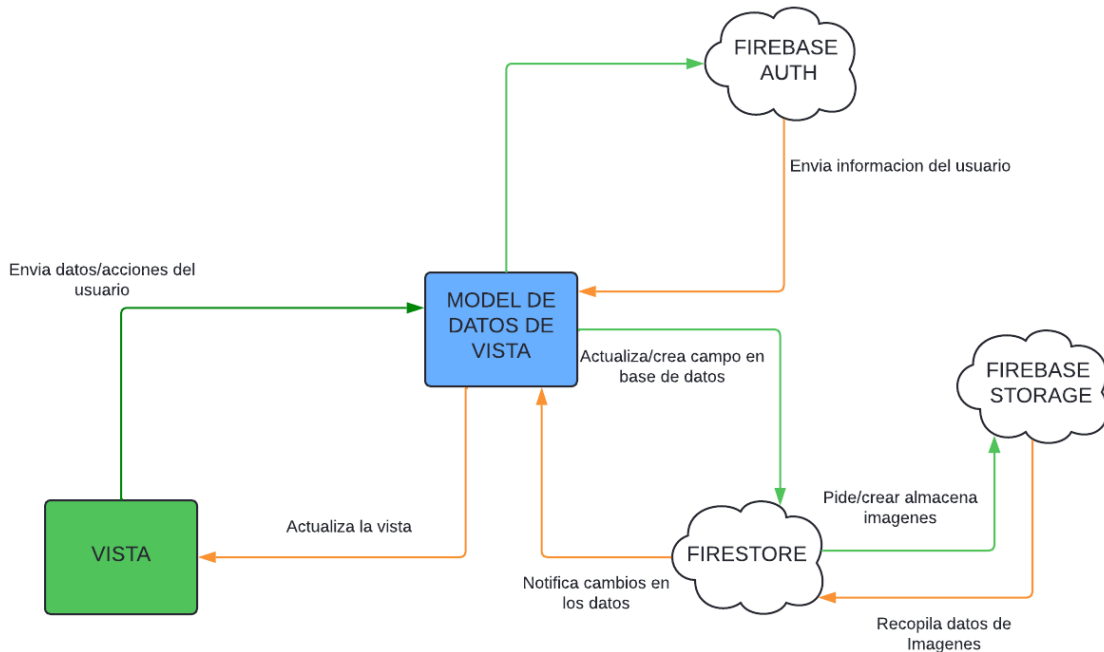 FIREBASE
AUTH
Envia informacion del usuario
Envia datos/acciones del
usuario
MODEL DE
DATOS DE
VISTA
Actualiza/crea campo en
base de datos
FIREBASE
STORAGE
Pide/crear almacena
imagenes
Actualiza la vista
VISTA
FIRESTORE
Notifica cambios en
los datos
Recopila datos de
Imagenes